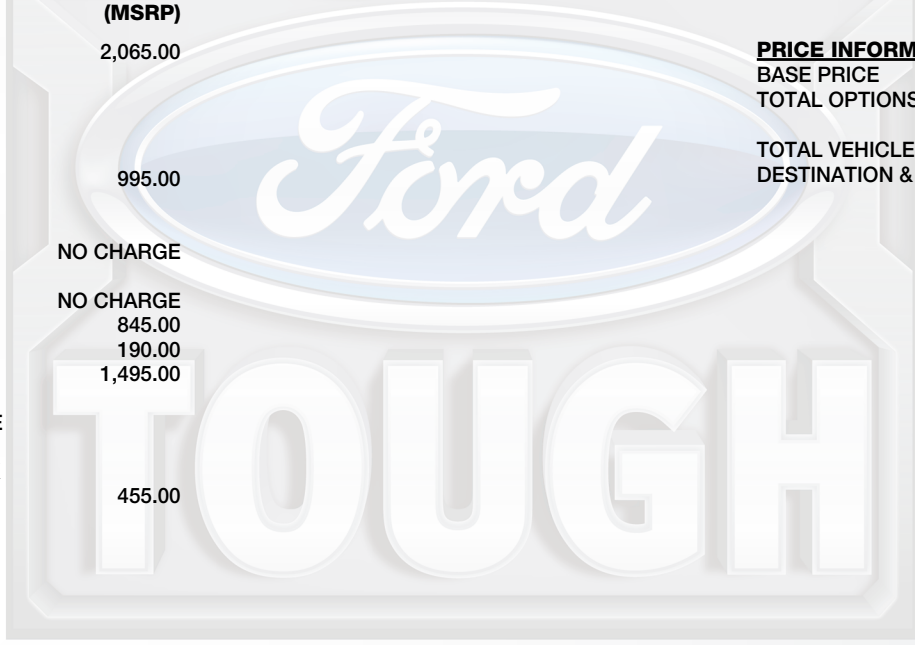 (MSRP)
2,065.00
995.00
NO CHARGE
NO CHARGE
845.00
190.00
1,495.00
455.00
PRICE INFORM
BASE PRICE
TOTAL OPTIONS
TOTAL VEHICLE
DESTINATION &
Ford
TOUGH